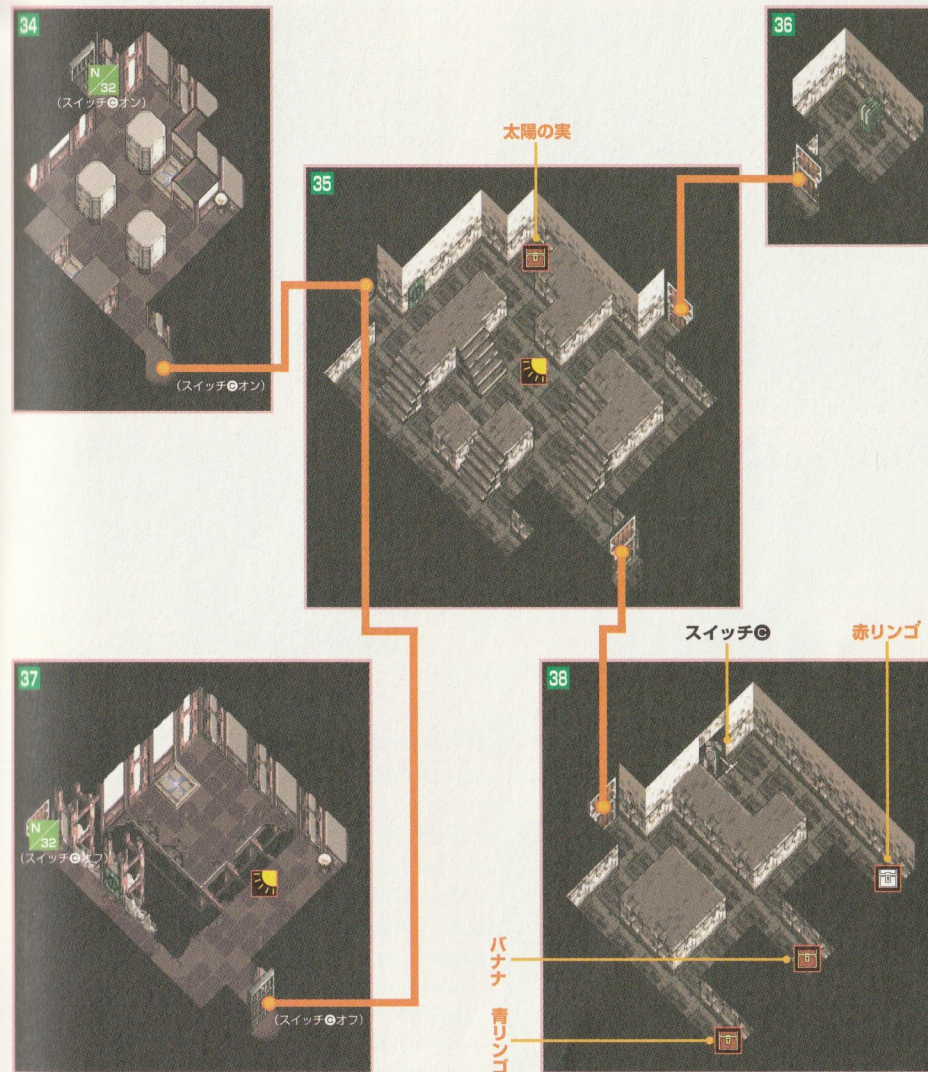 34
N/32
(スイッチⒸオン)
(スイッチⒸオン)
太陽の実
35
36
37
N/32
(スイッチⒸオフ)
(スイッチⒸオフ)
スイッチⒸ
赤リンゴ
38
バナナ
青リンゴ